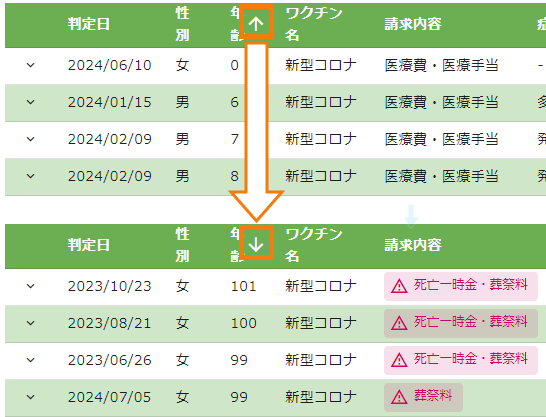 判定日 性別 年齢 ワクチン名 請求内容 症
2024/06/10 女 0 新型コロナ 医療費・医療手当 -
2024/01/15 男 6 新型コロナ 医療費・医療手当 多
2024/02/09 男 7 新型コロナ 医療費・医療手当 発
2024/02/09 男 8 新型コロナ 医療費・医療手当 発
判定日 性別 年齢 ワクチン名 請求内容
2023/10/23 女 101 新型コロナ 死亡一時金・葬祭料
2023/08/21 女 100 新型コロナ 死亡一時金・葬祭料
2023/06/26 女 99 新型コロナ 死亡一時金・葬祭料
2024/07/05 女 99 新型コロナ 葬祭料